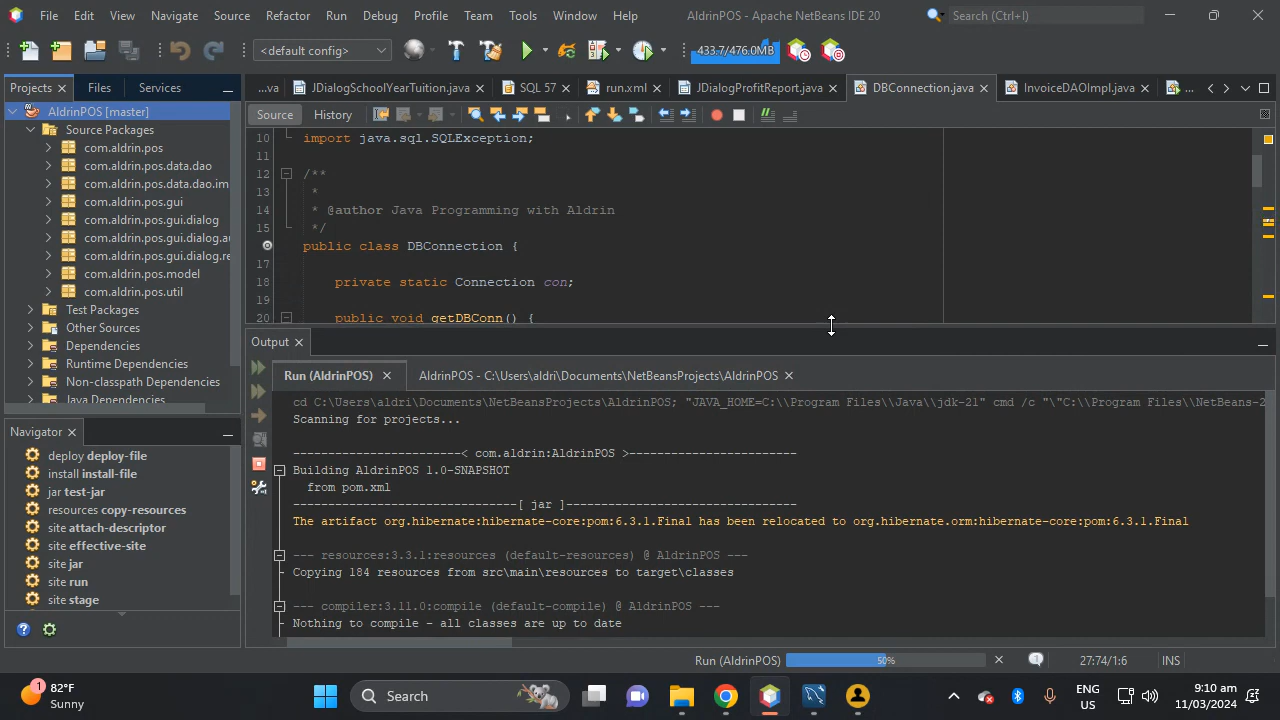 File Edit View Navigate Source Refactor Run Debug Profile Team Tools Window Help AldrinPOS - Apache NetBeans IDE 20 Search (Ctrl+I)
<default config> 433.7/476.0MB
Projects Files Services
...va JDialogSchoolYearTuition.java SQL 57 run.xml JDialogProfitReport.java DBConnection.java InvoiceDAOImpl.java ...
AldrinPOS [master]
Source Packages
com.aldrin.pos
com.aldrin.pos.data.dao
com.aldrin.pos.data.dao.im
com.aldrin.pos.gui
com.aldrin.pos.gui.dialog
com.aldrin.pos.gui.dialog.a
com.aldrin.pos.gui.dialog.re
com.aldrin.pos.model
com.aldrin.pos.util
Test Packages
Other Sources
Dependencies
Runtime Dependencies
Non-classpath Dependencies
Java Dependencies
Source History
10 import java.sql.SQLException;
11
12 /**
13 *
14 * @author Java Programming with Aldrin
15 */
public class DBConnection {
17
18 private static Connection con;
19
20 public void getDBConn() {
Navigator
deploy deploy-file
install install-file
jar test-jar
resources copy-resources
site attach-descriptor
site effective-site
site jar
site run
site stage
Output
Run (AldrinPOS) AldrinPOS - C:\Users\aldri\Documents\NetBeansProjects\AldrinPOS
cd C:\Users\aldri\Documents\NetBeansProjects\AldrinPOS; "JAVA_HOME=C:\\Program Files\\Java\\jdk-21" cmd /c "\"C:\\Program Files\\NetBeans-2
Scanning for projects...
------------------------< com.aldrin:AldrinPOS >------------------------
Building AldrinPOS 1.0-SNAPSHOT
from pom.xml
--------------------------------[ jar ]---------------------------------
The artifact org.hibernate:hibernate-core:pom:6.3.1.Final has been relocated to org.hibernate.orm:hibernate-core:pom:6.3.1.Final
--- resources:3.3.1:resources (default-resources) @ AldrinPOS ---
Copying 184 resources from src\main\resources to target\classes
--- compiler:3.11.0:compile (default-compile) @ AldrinPOS ---
Nothing to compile - all classes are up to date
Run (AldrinPOS) 50% 27:74/1:6 INS
1 82°F
Sunny
Search
ENG
US
9:10 am
11/03/2024